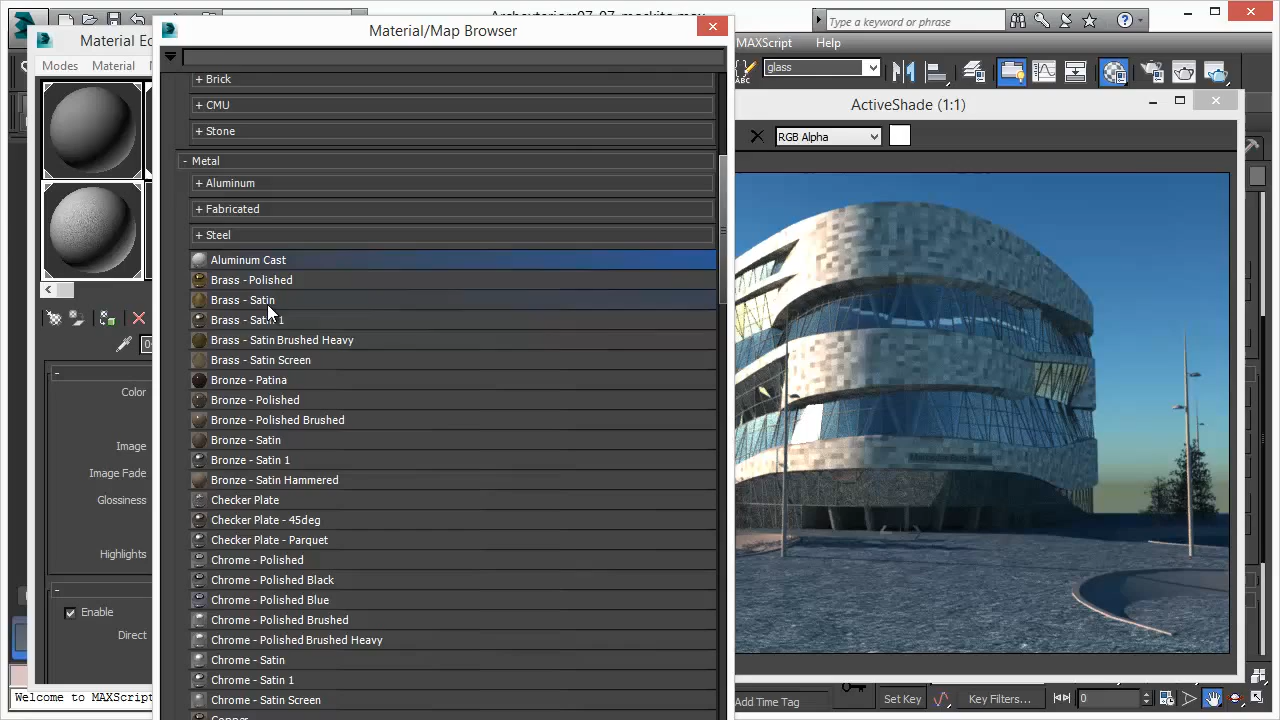 Material/Map Browser
Type a keyword or phrase
Material Ed
Modes Material
MAXScript Help
glass
ABC
ActiveShade (1:1)
RGB Alpha
+ Brick
+ CMU
+ Stone
- Metal
+ Aluminum
+ Fabricated
+ Steel
Aluminum Cast
Brass - Polished
Brass - Satin
Brass - Satin 1
Brass - Satin Brushed Heavy
Brass - Satin Screen
Bronze - Patina
Bronze - Polished
Bronze - Polished Brushed
Bronze - Satin
Bronze - Satin 1
Bronze - Satin Hammered
Checker Plate
Checker Plate - 45deg
Checker Plate - Parquet
Chrome - Polished
Chrome - Polished Black
Chrome - Polished Blue
Chrome - Polished Brushed
Chrome - Polished Brushed Heavy
Chrome - Satin
Chrome - Satin 1
Chrome - Satin Screen
Copper
Color
Image
Image Fade
Glossiness
Highlights
Enable
Direct
Welcome to MAXScript
Add Time Tag
Set Key
Key Filters...
0